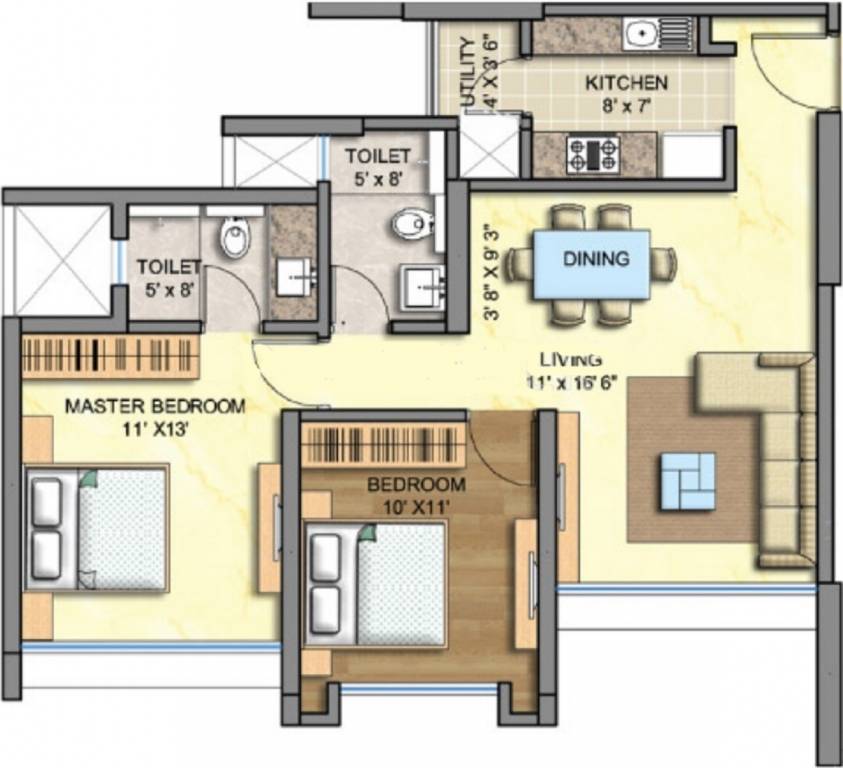 UTILITY
4' X 3' 6"
KITCHEN
8' x 7'
TOILET
5' x 8'
TOILET
5' x 8'
3' 8" X 9' 3"
DINING
LIVING
11' x 16' 6"
MASTER BEDROOM
11' X13'
BEDROOM
10' X11'